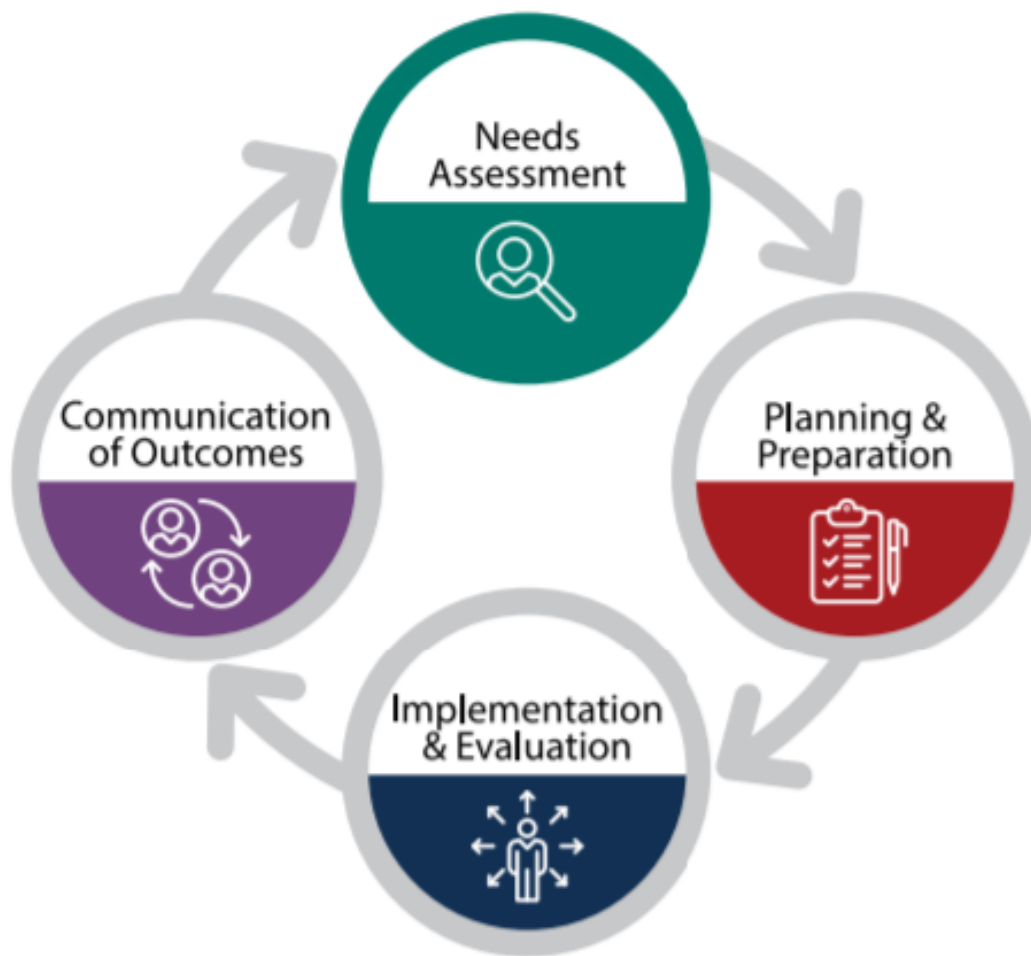 Needs
Assessment
Planning &
Preparation
Implementation
& Evaluation
Communication
of Outcomes